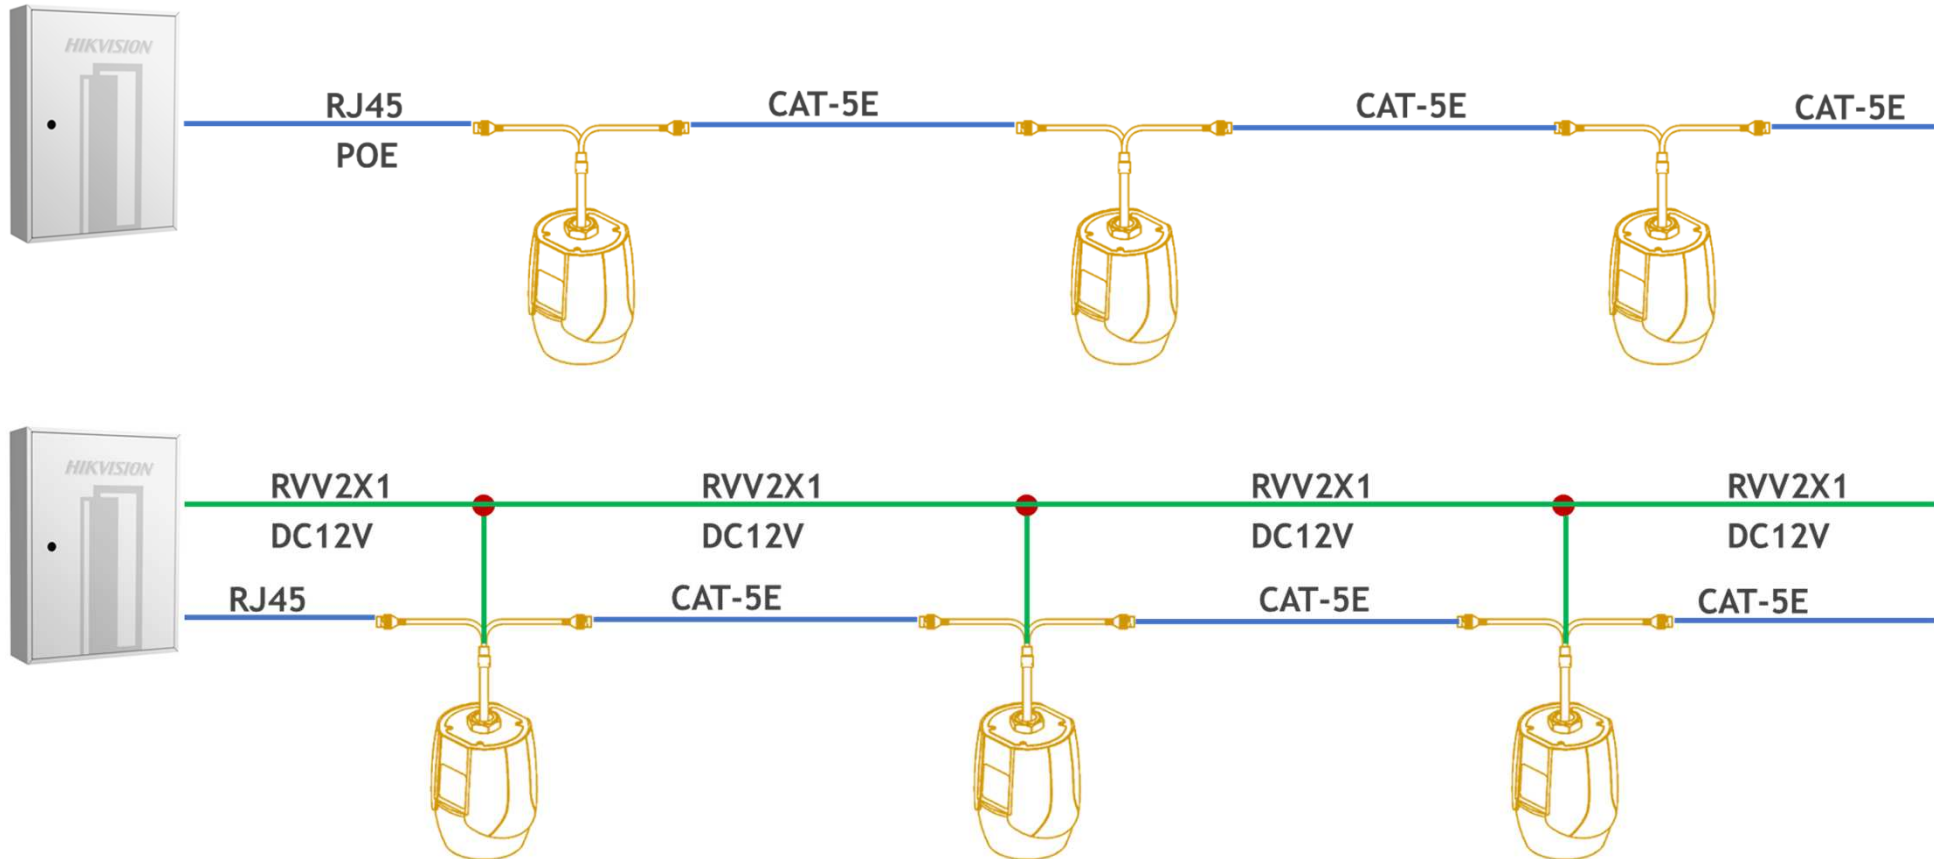 HIKVISION
RJ45
POE
CAT-5E
CAT-5E
CAT-5E
HIKVISION
RVV2X1
DC12V
RVV2X1
DC12V
RVV2X1
DC12V
RVV2X1
DC12V
RJ45
CAT-5E
CAT-5E
CAT-5E